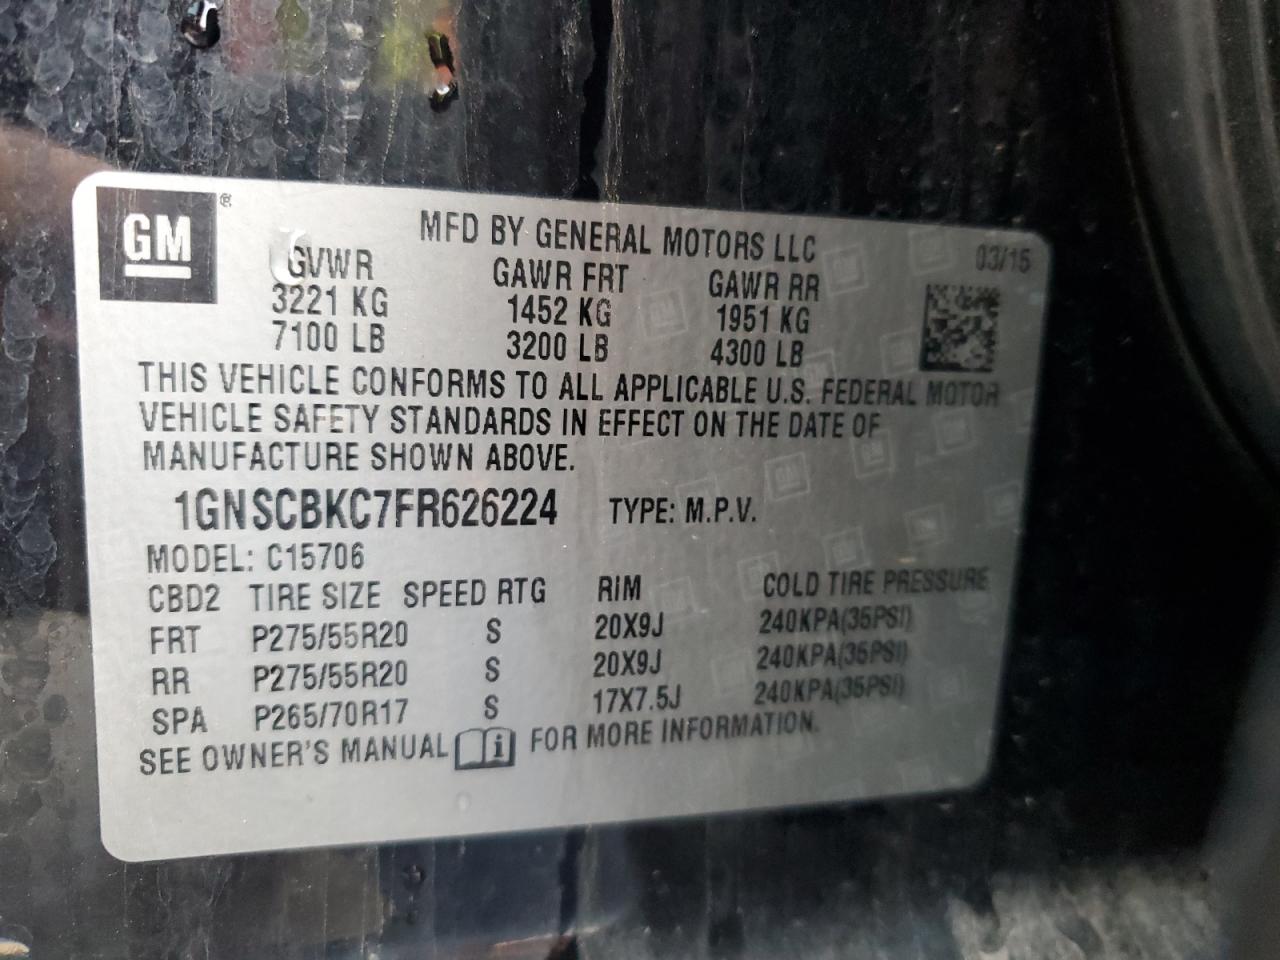 GM ®
MFD BY GENERAL MOTORS LLC 03/15
GVWR GAWR FRT GAWR RR
3221 KG 1452 KG 1951 KG
7100 LB 3200 LB 4300 LB
THIS VEHICLE CONFORMS TO ALL APPLICABLE U.S. FEDERAL MOTOR
VEHICLE SAFETY STANDARDS IN EFFECT ON THE DATE OF
MANUFACTURE SHOWN ABOVE.
1GNSCBKC7FR626224 TYPE: M.P.V.
MODEL: C15706
CBD2 TIRE SIZE SPEED RTG RIM COLD TIRE PRESSURE
FRT P275/55R20 S 20X9J 240KPA(35PSI)
RR P275/55R20 S 20X9J 240KPA(35PSI)
SPA P265/70R17 S 17X7.5J 240KPA(35PSI)
SEE OWNER'S MANUAL i FOR MORE INFORMATION.